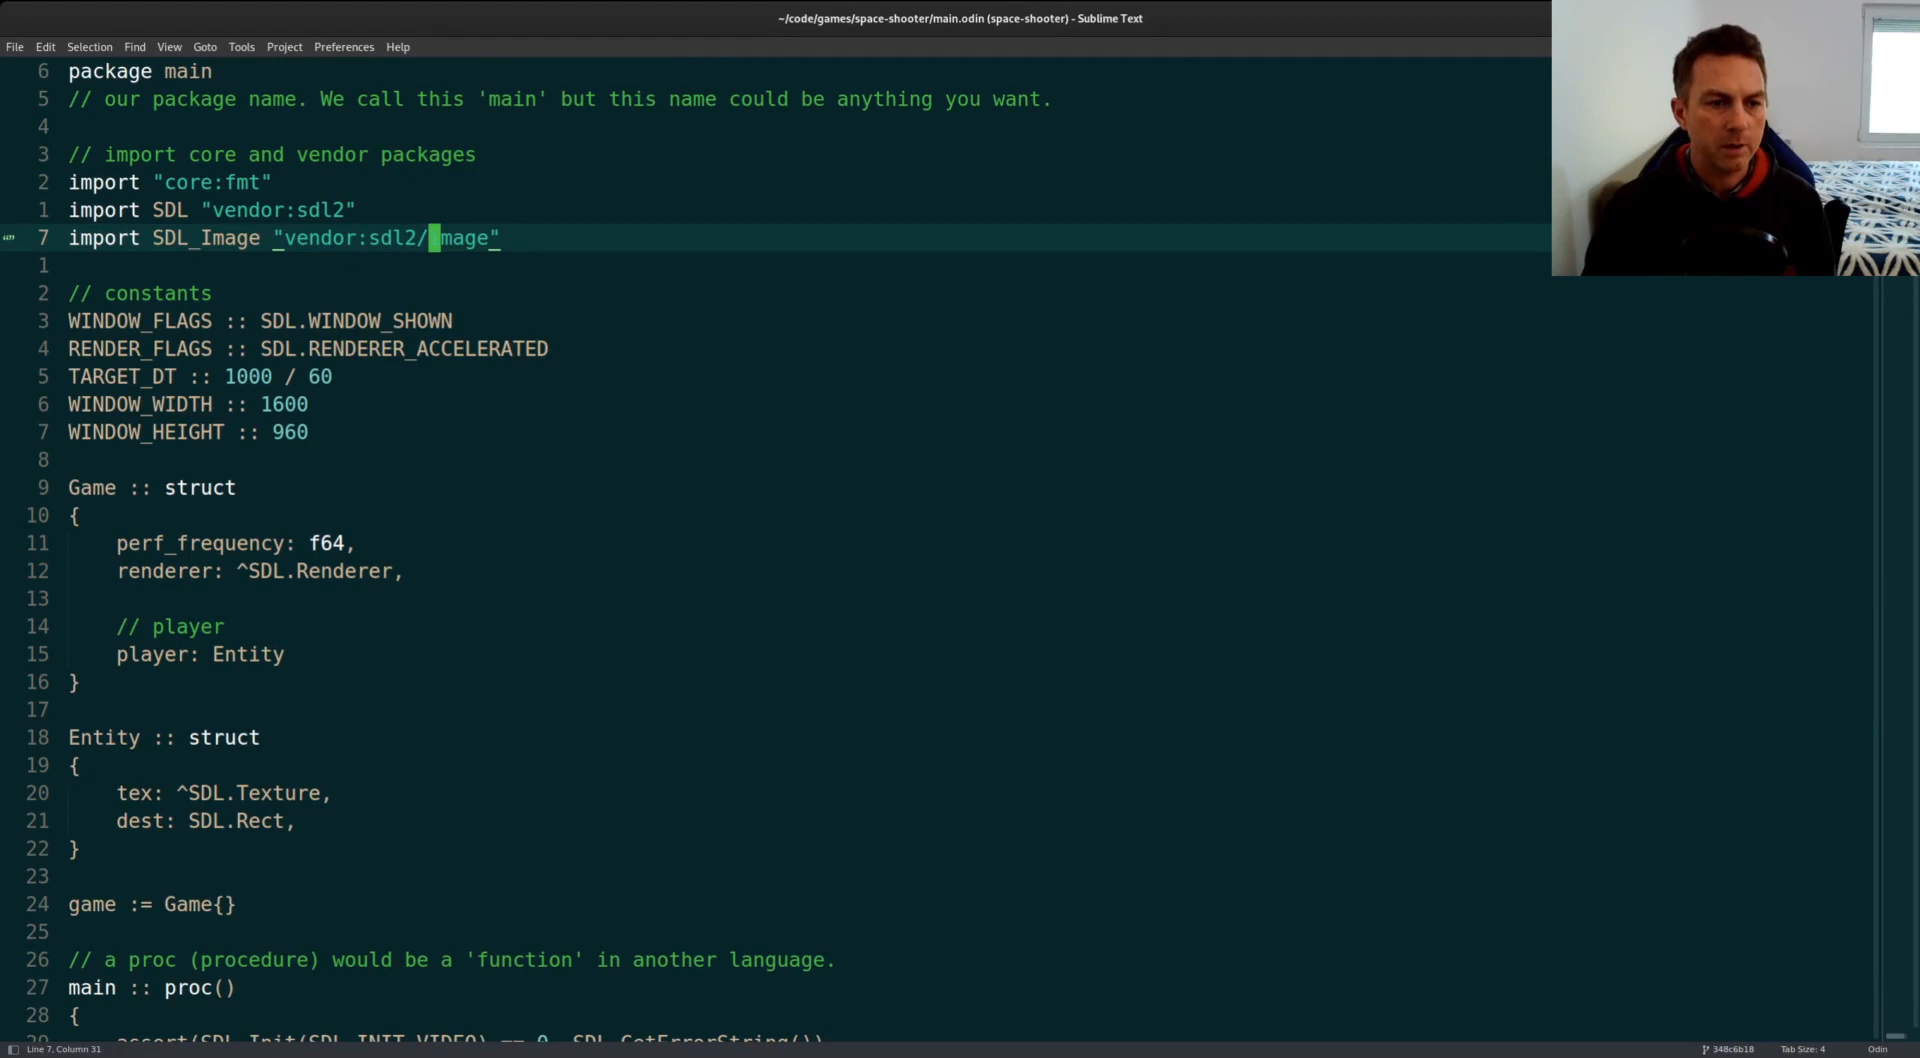 ~/code/games/space-shooter/main.odin (space-shooter) - Sublime Text
File Edit Selection Find View Goto Tools Project Preferences Help
6 package main
5 // our package name. We call this 'main' but this name could be anything you want.
4
3 // import core and vendor packages
2 import "core:fmt"
1 import SDL "vendor:sdl2"
7 import SDL_Image "vendor:sdl2/image"
1
2 // constants
3 WINDOW_FLAGS :: SDL.WINDOW_SHOWN
4 RENDER_FLAGS :: SDL.RENDERER_ACCELERATED
5 TARGET_DT :: 1000 / 60
6 WINDOW_WIDTH :: 1600
7 WINDOW_HEIGHT :: 960
8
9 Game :: struct
10 {
11 perf_frequency: f64,
12 renderer: ^SDL.Renderer,
13
14 // player
15 player: Entity
16 }
17
18 Entity :: struct
19 {
20 tex: ^SDL.Texture,
21 dest: SDL.Rect,
22 }
23
24 game := Game{}
25
26 // a proc (procedure) would be a 'function' in another language.
27 main :: proc()
28 {
29 assert(SDL.Init(SDL.INIT_VIDEO) == 0, SDL.GetErrorString())
Line 7, Column 31 348c6b18 Tab Size: 4 Odin